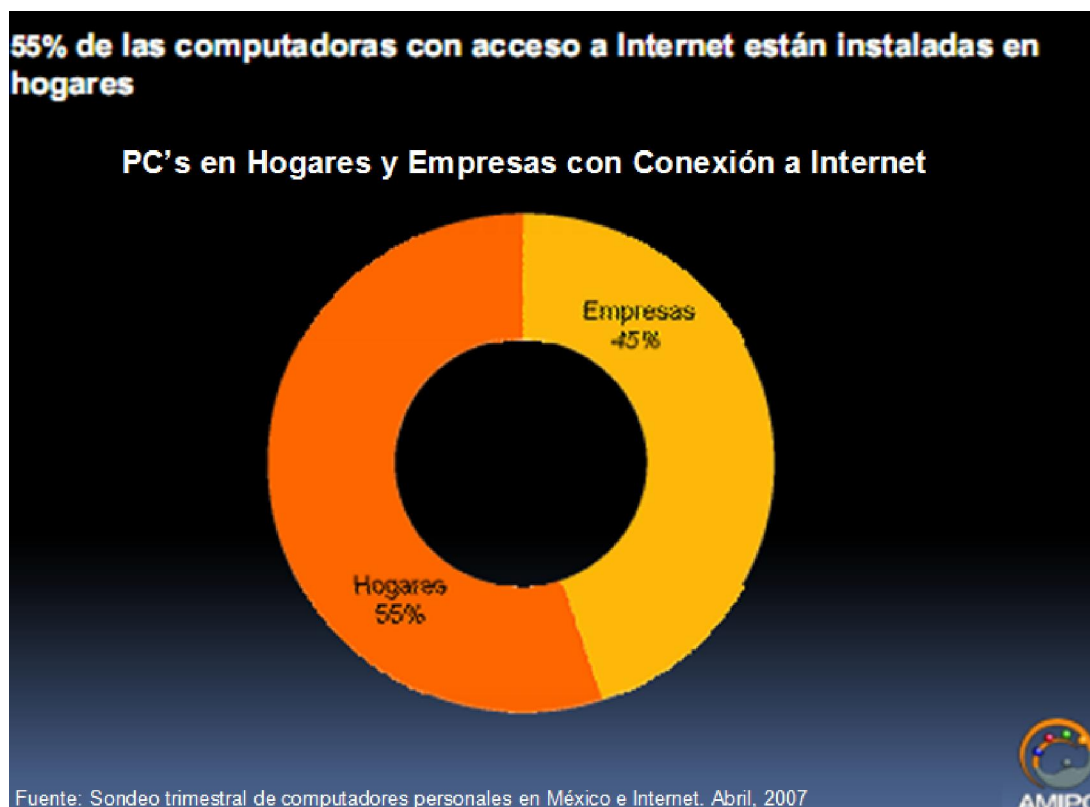 55% de las computadoras con acceso a Internet están instaladas en
hogares
PC's en Hogares y Empresas con Conexión a Internet
Empresas
45%
Hogares
55%
Fuente: Sondeo trimestral de computadores personales en México e Internet. Abril, 2007